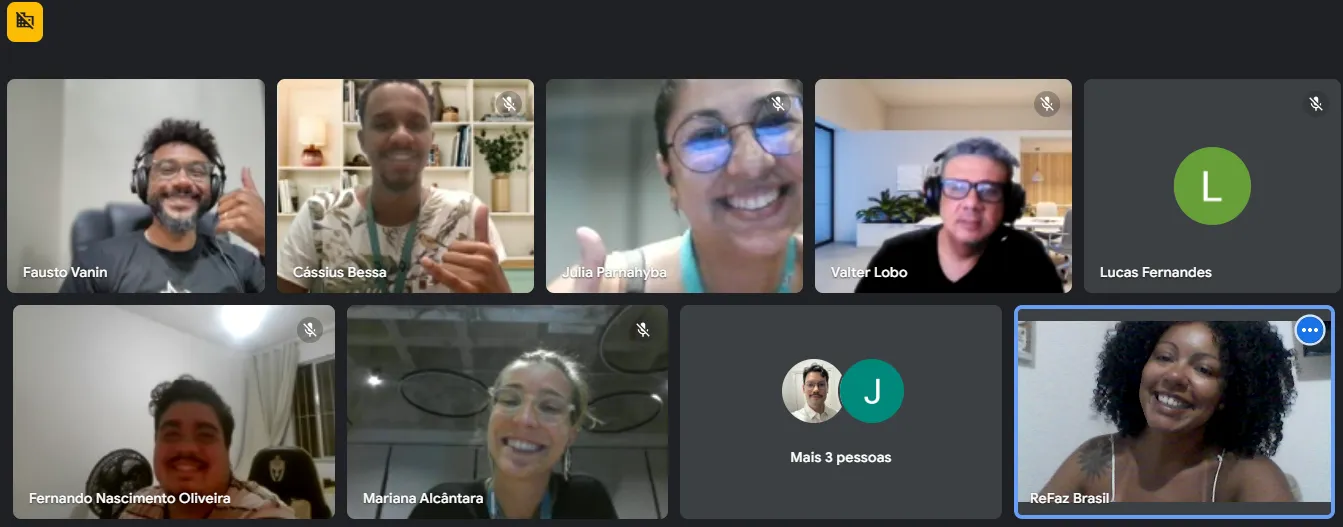 Fausto Vanin
Cássius Bessa
Julia Parnahyba
Valter Lobo
L
Lucas Fernandes
Fernando Nascimento Oliveira
Mariana Alcântara
J
Mais 3 pessoas
ReFaz Brasil